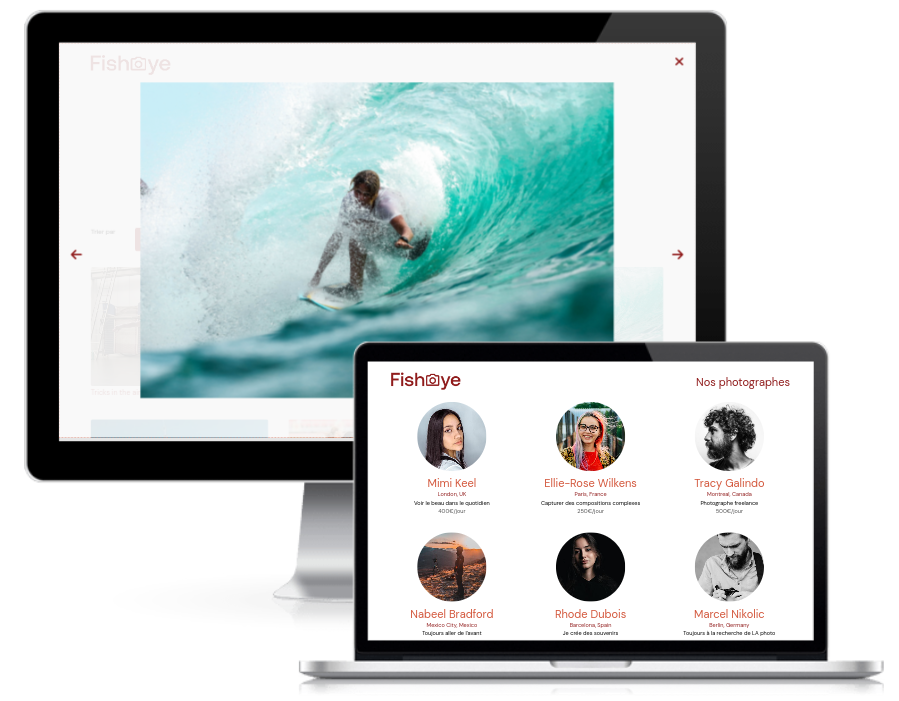 Fisheye
Trier par
Fisheye
Nos photographes
Mimi Keel
London, UK
Voir le beau dans le quotidien
400€/jour
Ellie-Rose Wilkens
Paris, France
Capturer des compositions complexes
250€/jour
Tracy Galindo
Montreal, Canada
Photographe freelance
500€/jour
Nabeel Bradford
Mexico City, Mexico
Toujours aller de l'avant
Rhode Dubois
Barcelona, Spain
Je crée des souvenirs
Marcel Nikolic
Berlin, Germany
Toujours à la recherche de LA photo